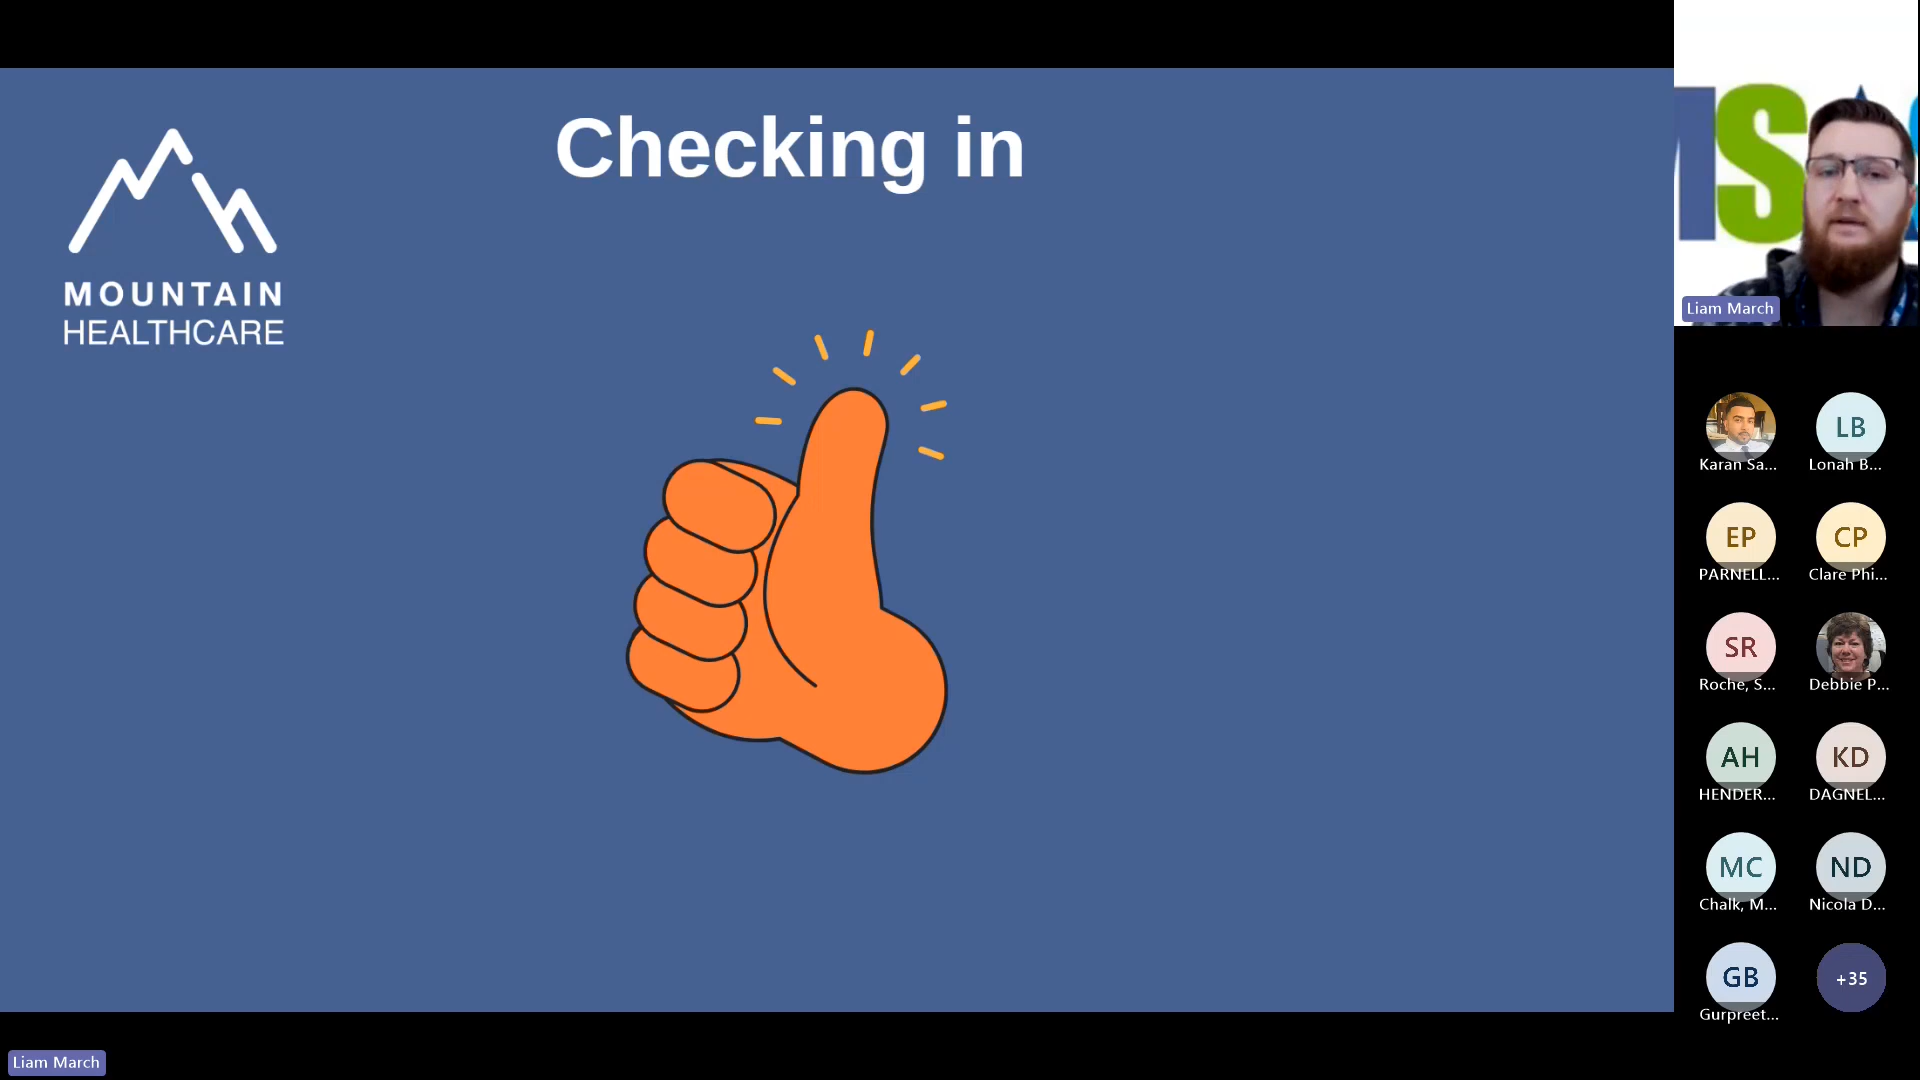 Checking in
MOUNTAIN
HEALTHCARE
MS
Liam March
Karan Sa...
LB
Lonah B...
EP
PARNELL...
CP
Clare Phi...
SR
Roche, S...
Debbie P...
AH
HENDER...
KD
DAGNEL...
MC
Chalk, M...
ND
Nicola D...
GB
Gurpreet...
+35
Liam March